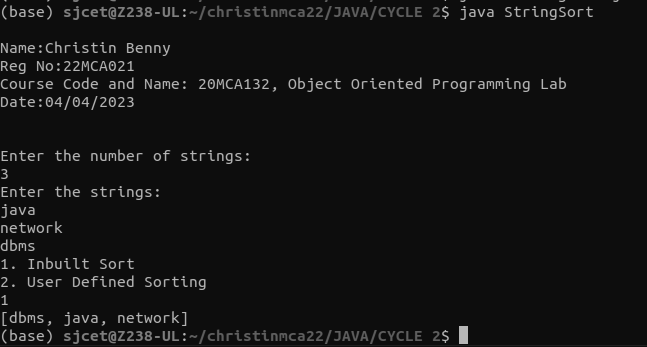 (base) sjcet@Z238-UL:~/christinmca22/JAVA/CYCLE 2$ java StringSort
Name:Christin Benny
Reg No:22MCA021
Course Code and Name: 20MCA132, Object Oriented Programming Lab
Date:04/04/2023
Enter the number of strings:
3
Enter the strings:
java
network
dbms
1. Inbuilt Sort
2. User Defined Sorting
1
[dbms, java, network]
(base) sjcet@Z238-UL:~/christinmca22/JAVA/CYCLE 2$